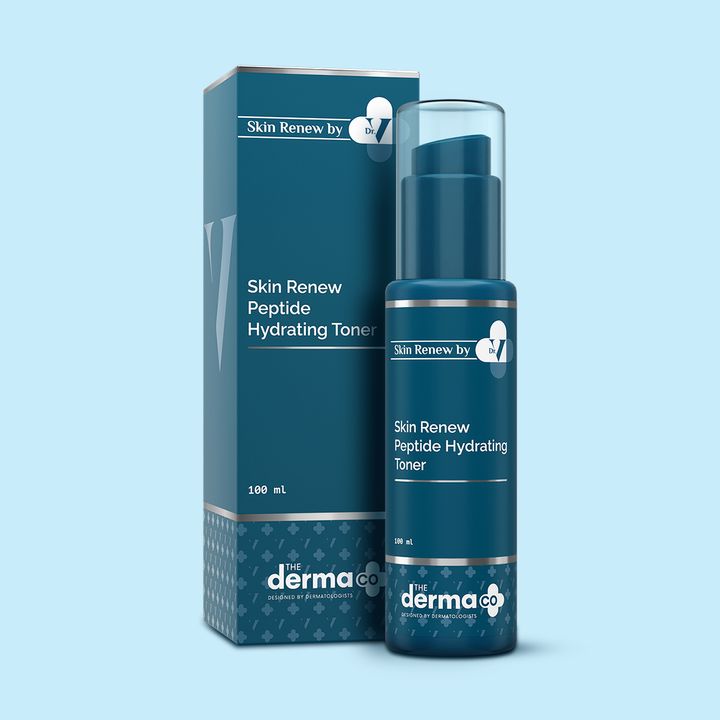 Skin Renew by Dr.V
Skin Renew
Peptide
Hydrating Toner
100 ml
THE
derma co
DESIGNED BY DERMATOLOGISTS
V
Skin Renew by Dr.V
Skin Renew
Peptide Hydrating
Toner
100 ml
THE
derma co
DESIGNED BY DERMATOLOGISTS